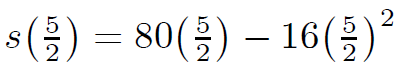 s(5/2) = 80(5/2) − 16(5/2)²